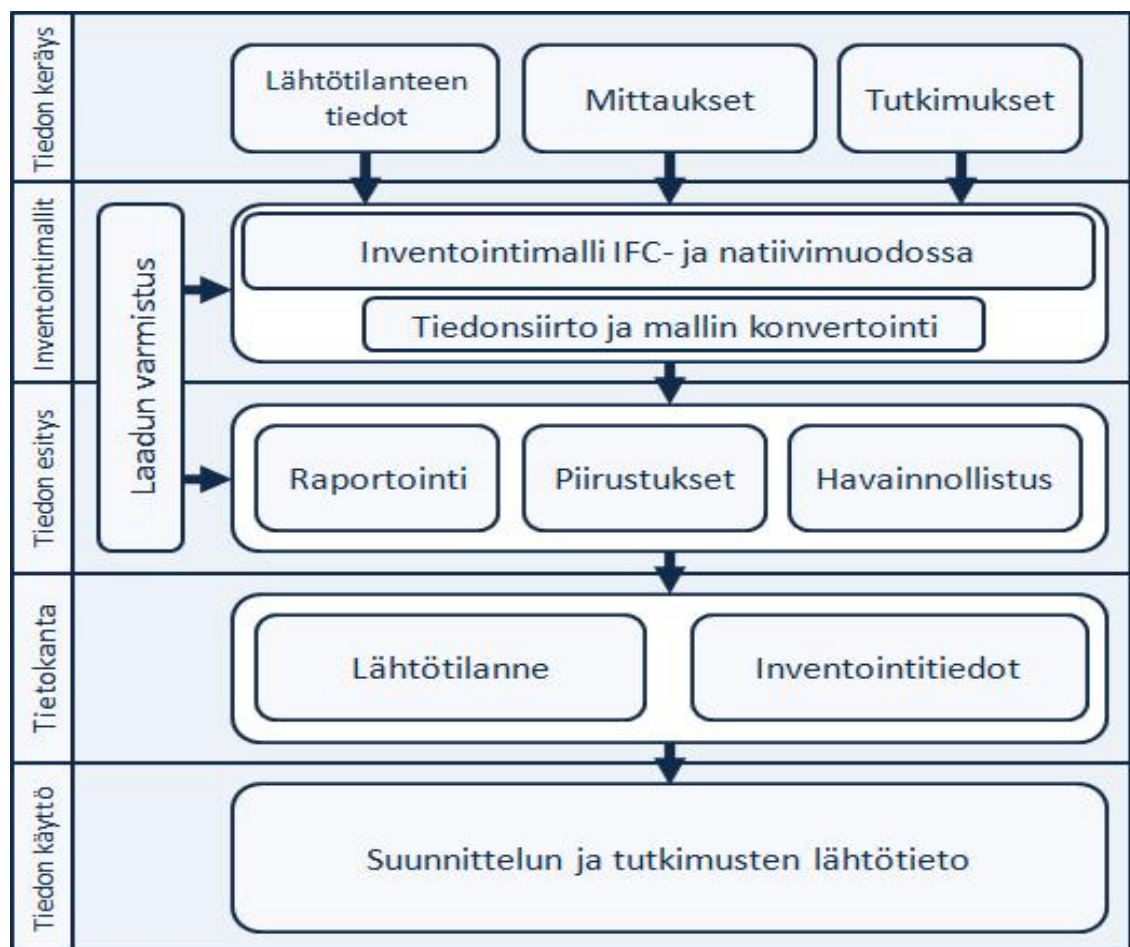 Tiedon keräys
Lähtötilanteen
tiedot
Mittaukset
Tutkimukset
Inventointimallit
Laadun varmistus
Inventointimalli IFC- ja natiivimuodossa
Tiedonsiirto ja mallin konvertointi
Tiedon esitys
Raportointi
Piirustukset
Havainnollistus
Tietokanta
Lähtötilanne
Inventointitiedot
Tiedon käyttö
Suunnittelun ja tutkimusten lähtötieto